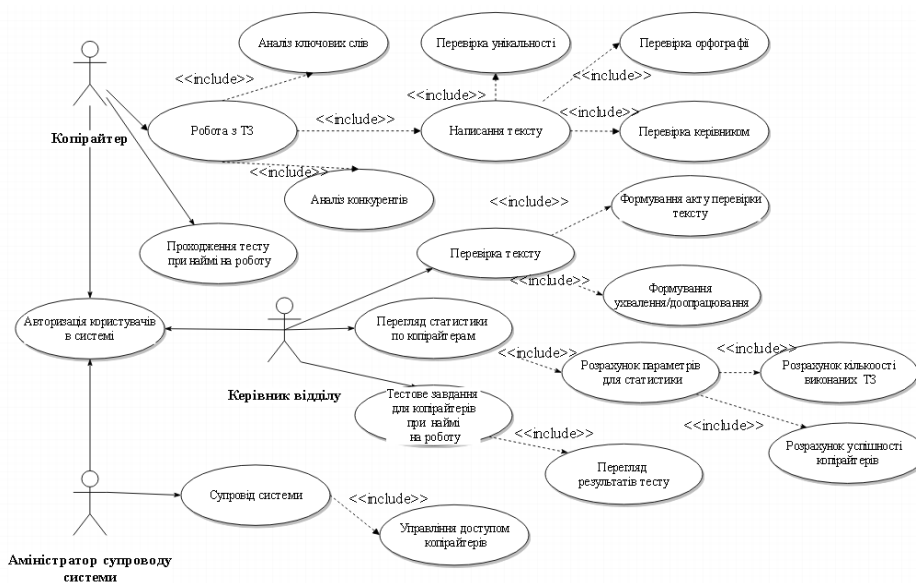 Аналіз ключових слів
Перевірка унікальності
Перевірка орфографії
<<include>>
<<include>>
<<include>>
Копірайтер
Робота з ТЗ
<<include>>
Написання тексту
<<include>>
Перевірка керівником
<<include>>
Аналіз конкурентів
Формування акту перевірки
тексту
<<include>>
Проходження тесту
при наймі на роботу
Перевірка тексту
<<include>>
Формування
ухвалення/доопрацювання
Авторизація користувачів
в системі
Перегляд статистики
по копірайтерам
<<include>>
<<include>>
Розрахунок параметрів
для статистики
Розрахунок кількоості
виконаних ТЗ
Керівник відділу
Тестове завдання
для копірайтерів
при наймі
на роботу
<<include>>
<<include>>
Розрахунок успішності
копірайтерів
Перегляд
результатів тесту
Супровід системи
<<include>>
Управління доступом
копірайтерів
Аміністратор супроводу
системи